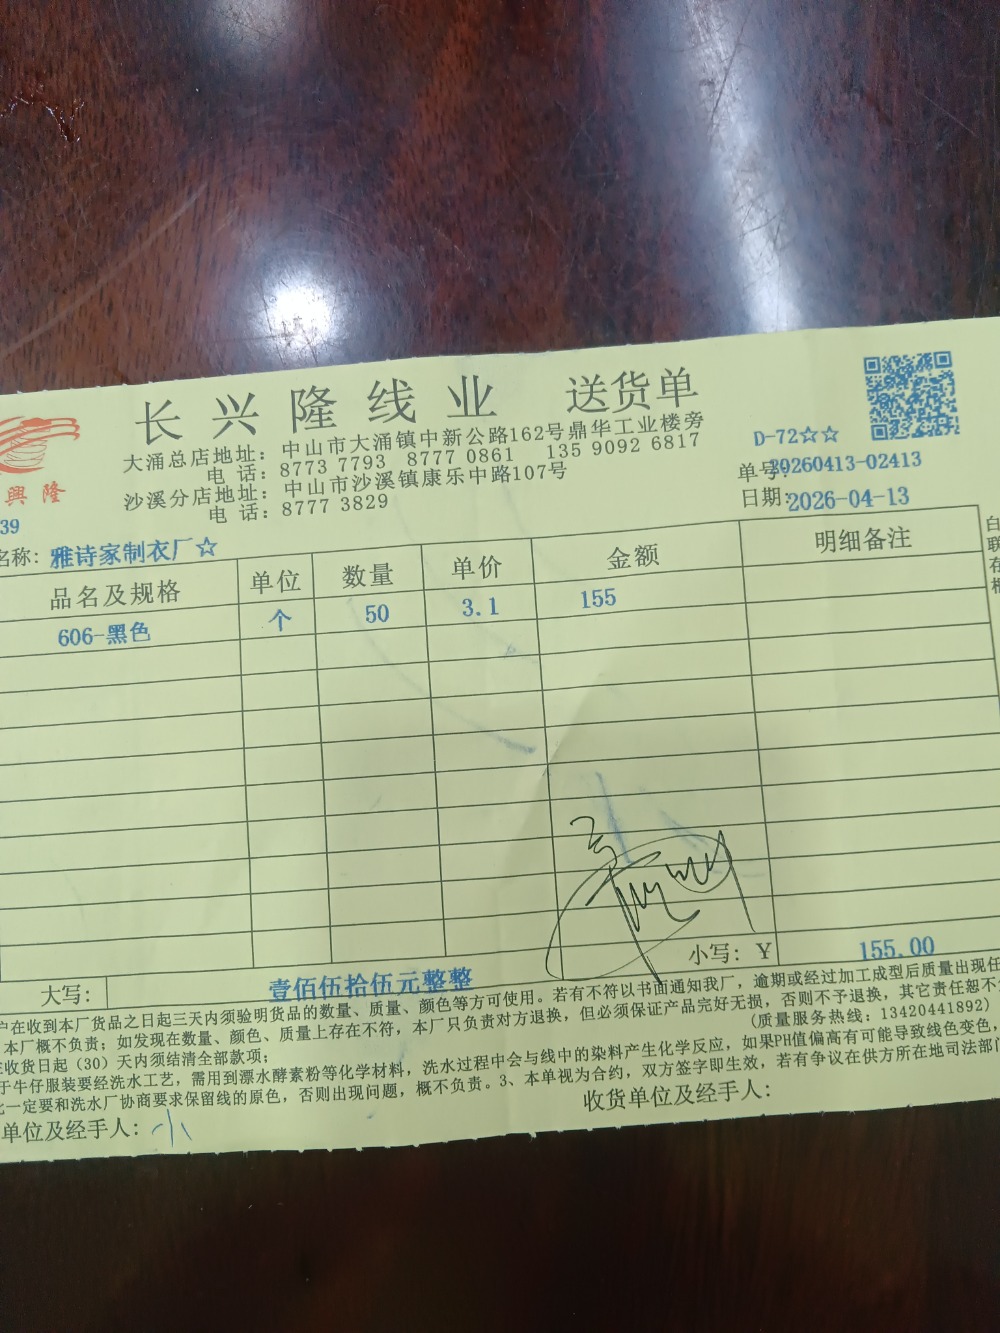 长兴隆线业 送货单
興隆
大涌总店地址：中山市大涌镇中新公路162号鼎华工业楼旁
电 话：8773 7793 8777 0861 135 9092 6817
沙溪分店地址：中山市沙溪镇康乐中路107号
电 话：8777 3829
D-72☆☆
单号：20260413-02413
日期：2026-04-13
39
名称：雅诗家制衣厂☆
品名及规格 单位 数量 单价 金额 明细备注
606-黑色 个 50 3.1 155
小写：Y 155.00
大写：壹佰伍拾伍元整整
户在收到本厂货品之日起三天内须验明货品的数量、质量、颜色等方可使用。若有不符以书面通知我厂，逾期或经过加工成型后质量出现任
本厂概不负责；如发现在数量、颜色、质量上存在不符，本厂只负责对方退换，但必须保证产品完好无损，否则不予退换，其它责任恕不
收货日起（30）天内须结清全部款项；
(质量服务热线：13420441892)
于牛仔服装要经洗水工艺，需用到漂水酵素粉等化学材料，洗水过程中会与线中的染料产生化学反应，如果PH值偏高有可能导致线色变色，
一定要和洗水厂协商要求保留线的原色，否则出现问题，概不负责。3、本单视为合约，双方签字即生效，若有争议在供方所在地司法部门
单位及经手人：小
收货单位及经手人：